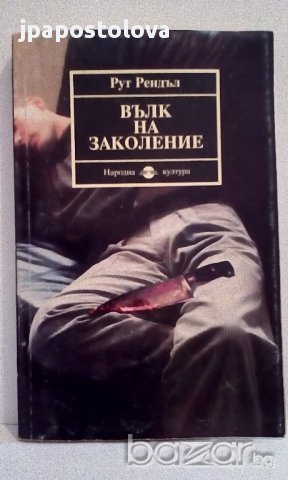 jpapostolova
Рут Рендъл
ВЪЛК
НА
ЗАКОЛЕНИЕ
Народна култура
bazar.bg